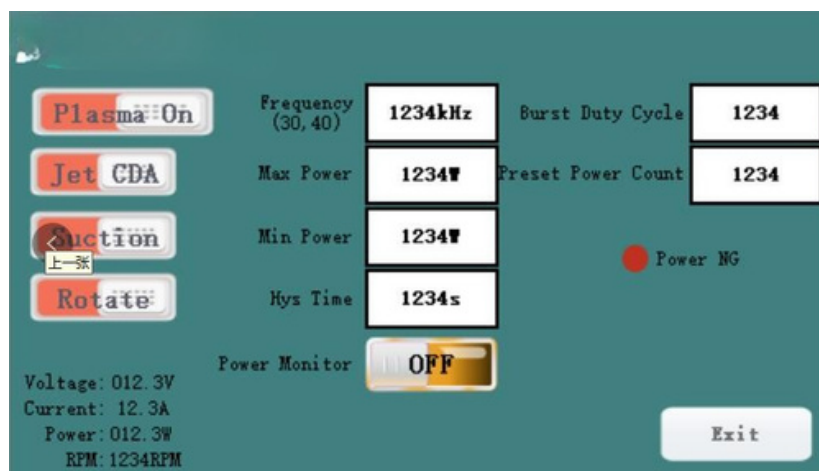 Plasma On
Jet CDA
Suction
上一张
Rotate
Frequency
(30,40)
1234kHz
Max Power
1234W
Min Power
1234W
Hys Time
1234s
Power Monitor
OFF
Burst Duty Cycle
1234
Preset Power Count
1234
Power NG
Voltage:012.3V
Current: 12.3A
Power:012.3W
RPM:1234RPM
Exit